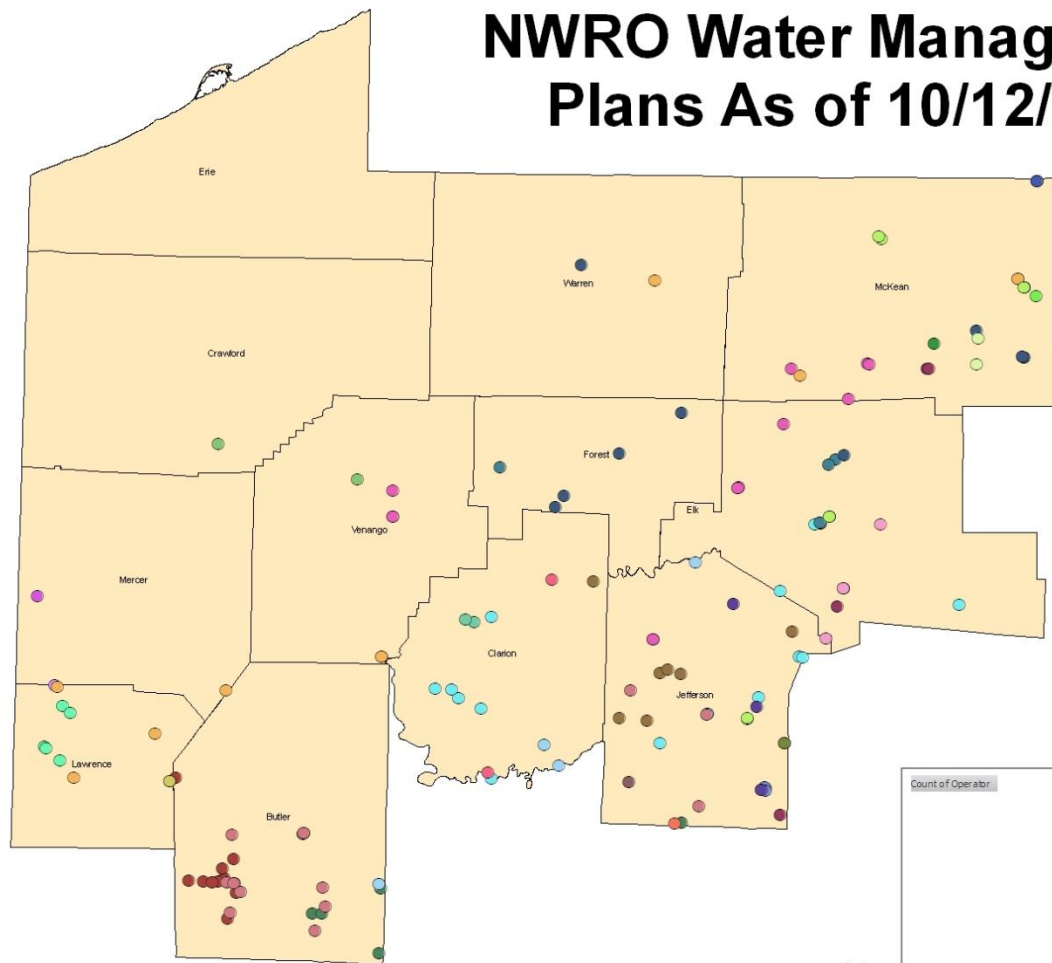 NWRO Water Manag
Plans As of 10/12/
Erie
Warren
McKean
Crawford
Forest
Elk
Venango
Mercer
Clarion
Jefferson
Lawrence
Butler
Count of Operator